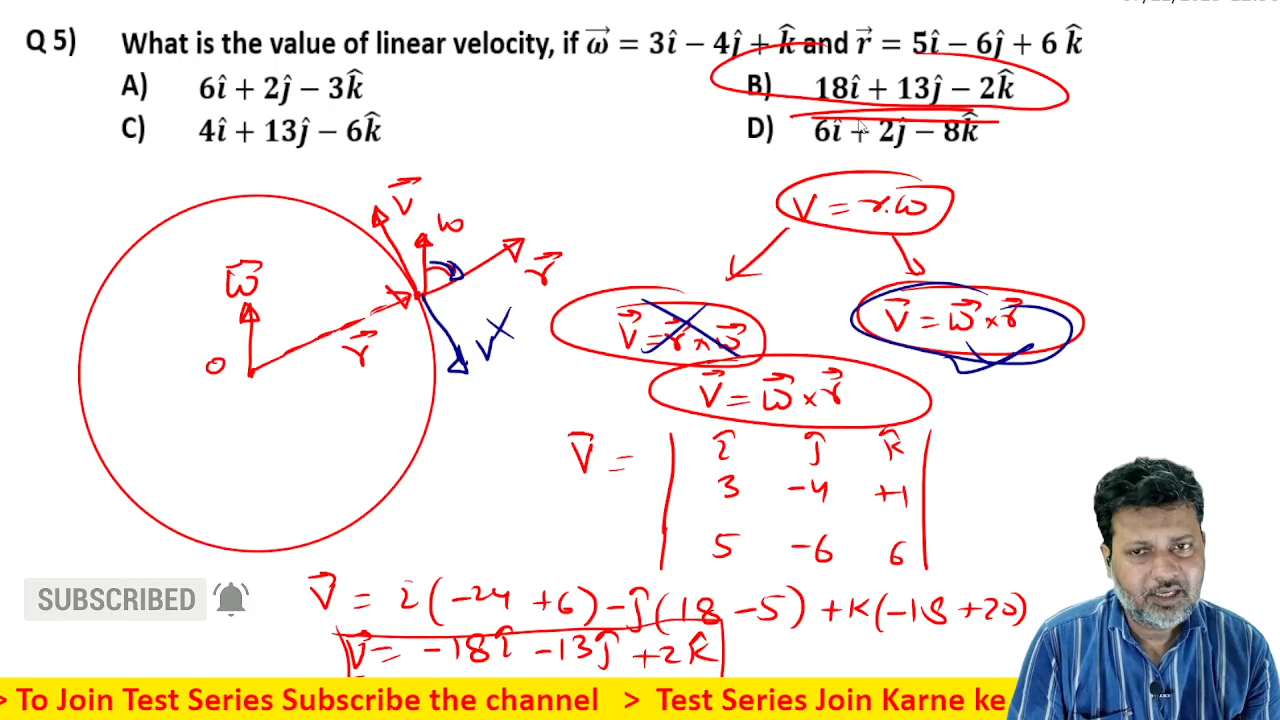 Q 5) What is the value of linear velocity, if ω⃗ = 3î − 4ĵ + k̂ and r⃗ = 5î − 6ĵ + 6 k̂
A) 6î + 2ĵ − 3k̂ B) 18î + 13ĵ − 2k̂
C) 4î + 13ĵ − 6k̂ D) 6î + 2ĵ − 8k̂
V⃗
ω
r⃗
ω⃗
O
r⃗
V
V = r.ω
V⃗ = r⃗ × ω⃗
V⃗ = ω⃗ × r⃗
V⃗ = ω⃗ × r⃗
V⃗ =
î ĵ k̂
3 -4 +1
5 -6 6
V⃗ = î (-24 +6) - ĵ (18 -5) + K (-18 +20)
V⃗ = -18î -13ĵ +2k̂
SUBSCRIBED
> To Join Test Series Subscribe the channel > Test Series Join Karne ke